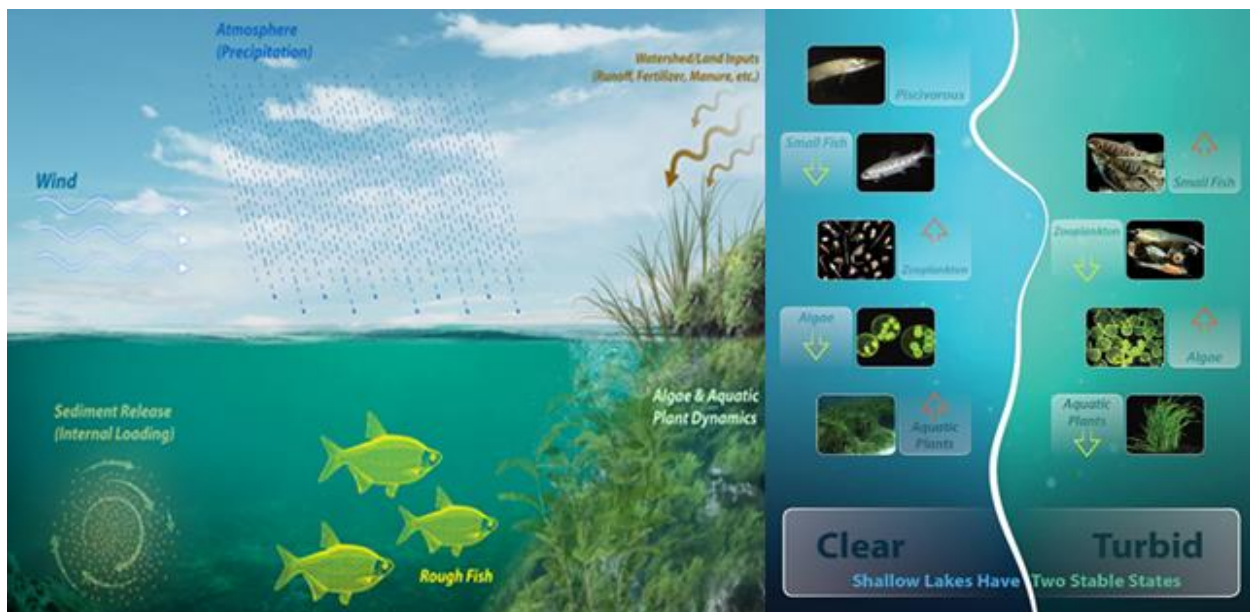 Atmosphere
(Precipitation)
Watershed/Land Inputs
(Runoff, Fertilizer, Manure, etc.)
Wind
Sediment Release
(Internal Loading)
Algae & Aquatic
Plant Dynamics
Rough Fish
Piscivorous
Small Fish
Zooplankton
Algae
Aquatic
Plants
Small Fish
Zooplankton
Algae
Aquatic
Plants
Clear
Turbid
Shallow Lakes Have Two Stable States